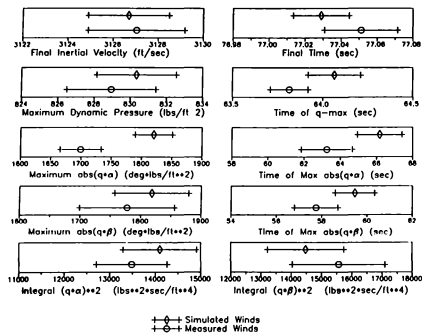 3122 3124 3126 3128 3130
Final Inertial Velocity (ft/sec)
76.98 77.00 77.02 77.04 77.06 77.08
Final Time (sec)
824 826 828 830 832 834
Maximum Dynamic Pressure (lbs/ft 2)
63.5 64.0 64.5
Time of q-max (sec)
1600 1650 1700 1750 1800 1850 1900
Maximum abs(q*α) (deg*lbs/ft**2)
58 60 62 64 66 68
Time of Max abs(q*α) (sec)
1600 1700 1800 1900
Maximum abs(q*β) (deg*lbs/ft**2)
54 56 58 60 62
Time of Max abs(q*β) (sec)
11000 12000 13000 14000 15000
Integral (q*α)**2 (lbs**2*sec/ft**4)
12000 13000 14000 15000 16000 17000 18000
Integral (q*β)**2 (lbs**2*sec/ft**4)
Simulated Winds
Measured Winds